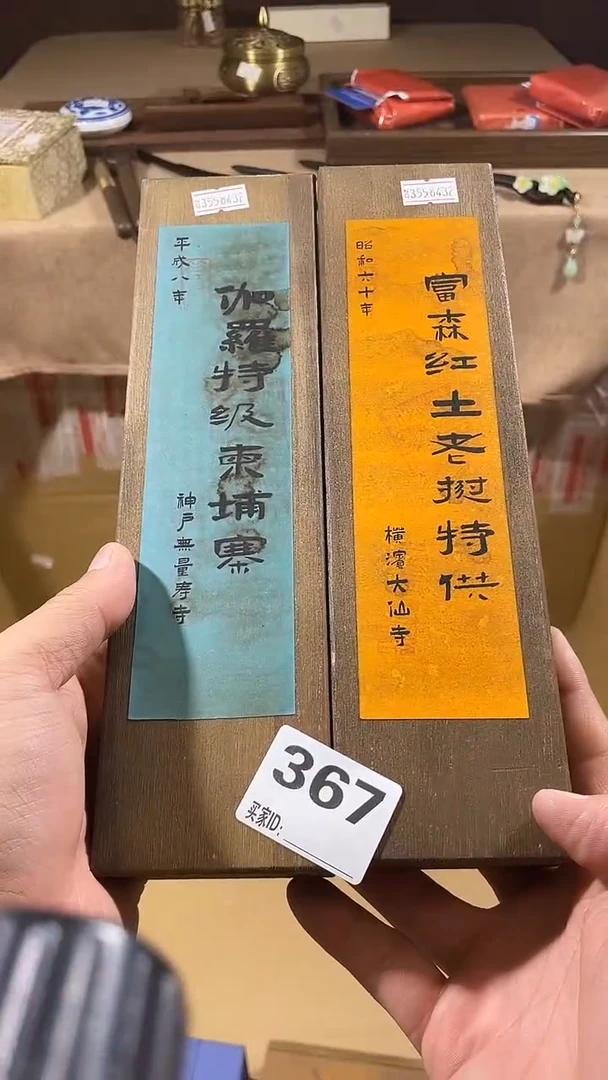 平成八年
伽羅特级柬埔寨
神戸無量寿寺
昭和六十年
富森红土老挝特供
橫濱大仙寺
367
买家ID: